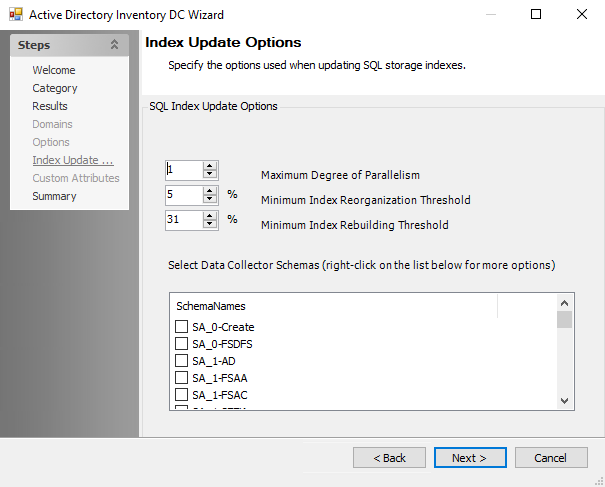 Active Directory Inventory DC Wizard
Steps
Welcome
Category
Results
Domains
Options
Index Update ...
Custom Attributes
Summary
Index Update Options
Specify the options used when updating SQL storage indexes.
SQL Index Update Options
1 Maximum Degree of Parallelism
5 % Minimum Index Reorganization Threshold
31 % Minimum Index Rebuilding Threshold
Select Data Collector Schemas (right-click on the list below for more options)
SchemaNames
SA_0-Create
SA_0-FSDFS
SA_1-AD
SA_1-FSAA
SA_1-FSAC
< Back Next > Cancel